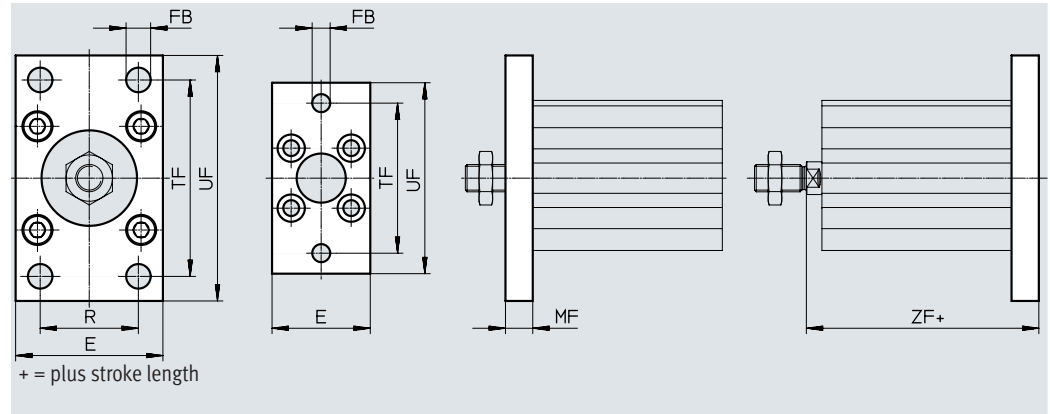 FB
FB
TF
UF
TF
UF
R
E
E
MF
ZF+
+ = plus stroke length